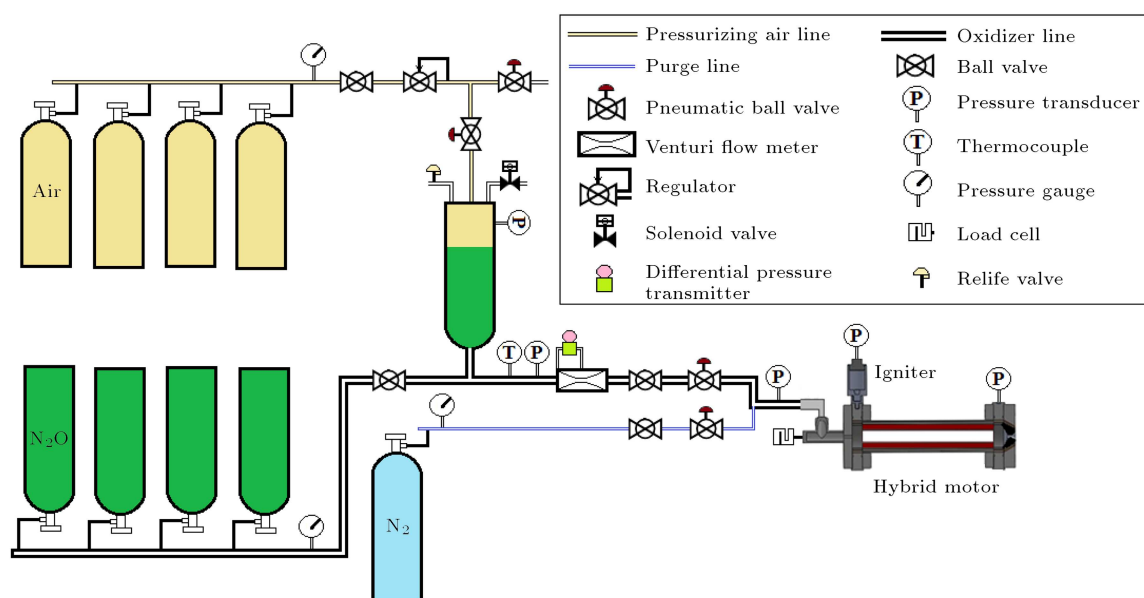 Pressurizing air line
Oxidizer line
Purge line
Ball valve
Pneumatic ball valve
P
Pressure transducer
Venturi flow meter
T
Thermocouple
Regulator
Pressure gauge
Solenoid valve
Load cell
Differential pressure
transmitter
Relife valve
Air
P
T
P
P
P
Igniter
P
N₂O
Hybrid motor
N₂